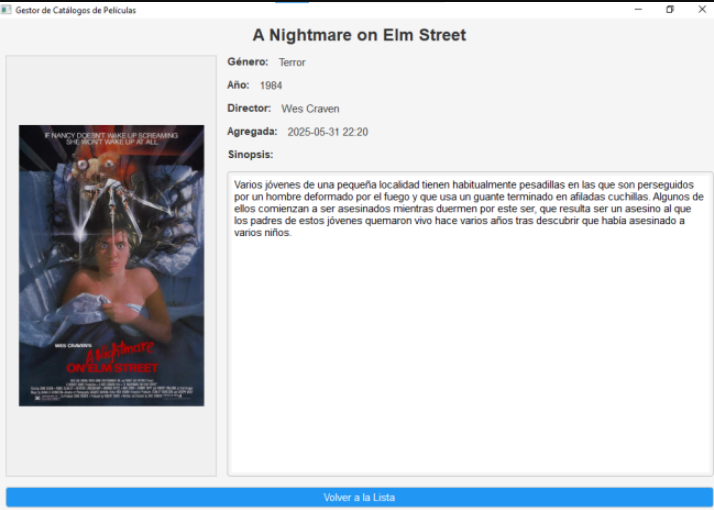 Gestor de Catálogos de Películas
A Nightmare on Elm Street
Género: Terror
Año: 1984
Director: Wes Craven
Agregada: 2025-05-31 22:20
Sinopsis:
Varios jóvenes de una pequeña localidad tienen habitualmente pesadillas en las que son perseguidos
por un hombre deformado por el fuego y que usa un guante terminado en afiladas cuchillas. Algunos de
ellos comienzan a ser asesinados mientras duermen por este ser, que resulta ser un asesino al que
los padres de estos jóvenes quemaron vivo hace varios años tras descubrir que había asesinado a
varios niños.
IF NANCY DOESN'T WAKE UP SCREAMING
SHE WON'T WAKE UP AT ALL.
WES CRAVEN'S
A Nightmare
ON ELM STREET
Volver a la Lista